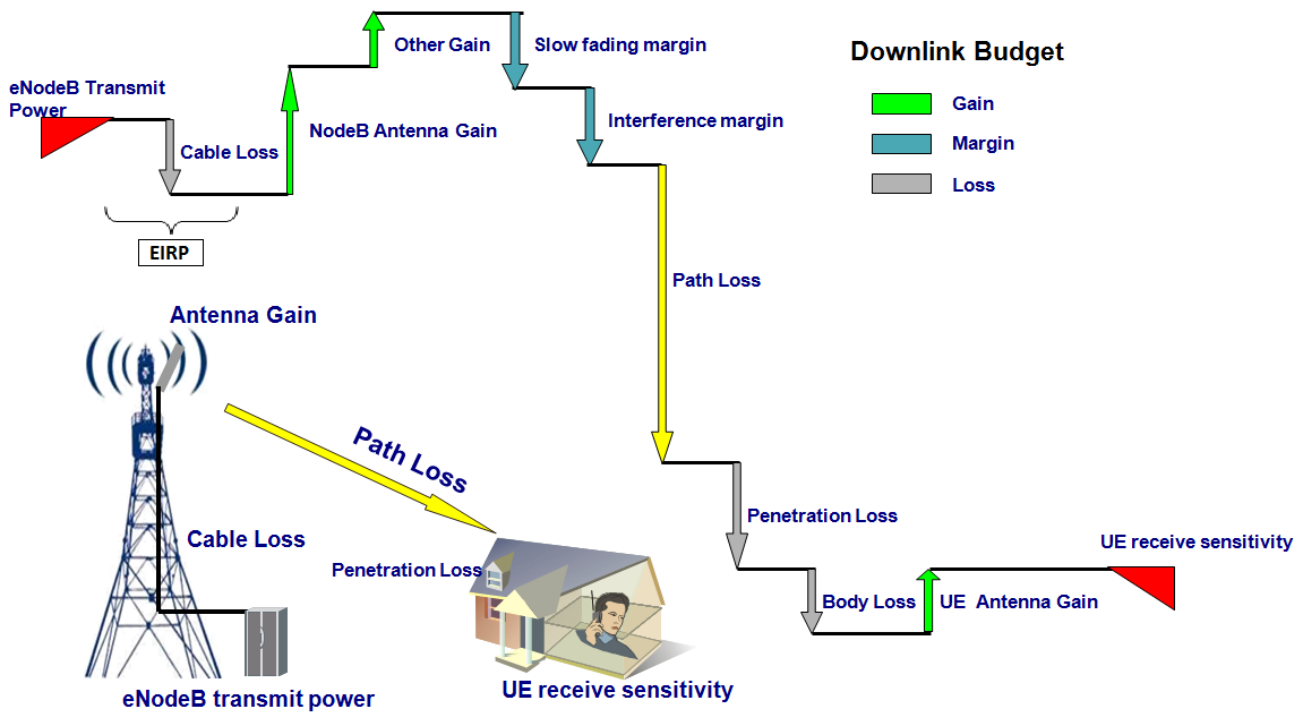 Downlink Budget
Gain
Margin
Loss
eNodeB Transmit
Power
Cable Loss
EIRP
NodeB Antenna Gain
Other Gain
Slow fading margin
Interference margin
Path Loss
Penetration Loss
Body Loss
UE Antenna Gain
UE receive sensitivity
Antenna Gain
Path Loss
Cable Loss
Penetration Loss
eNodeB transmit power
UE receive sensitivity